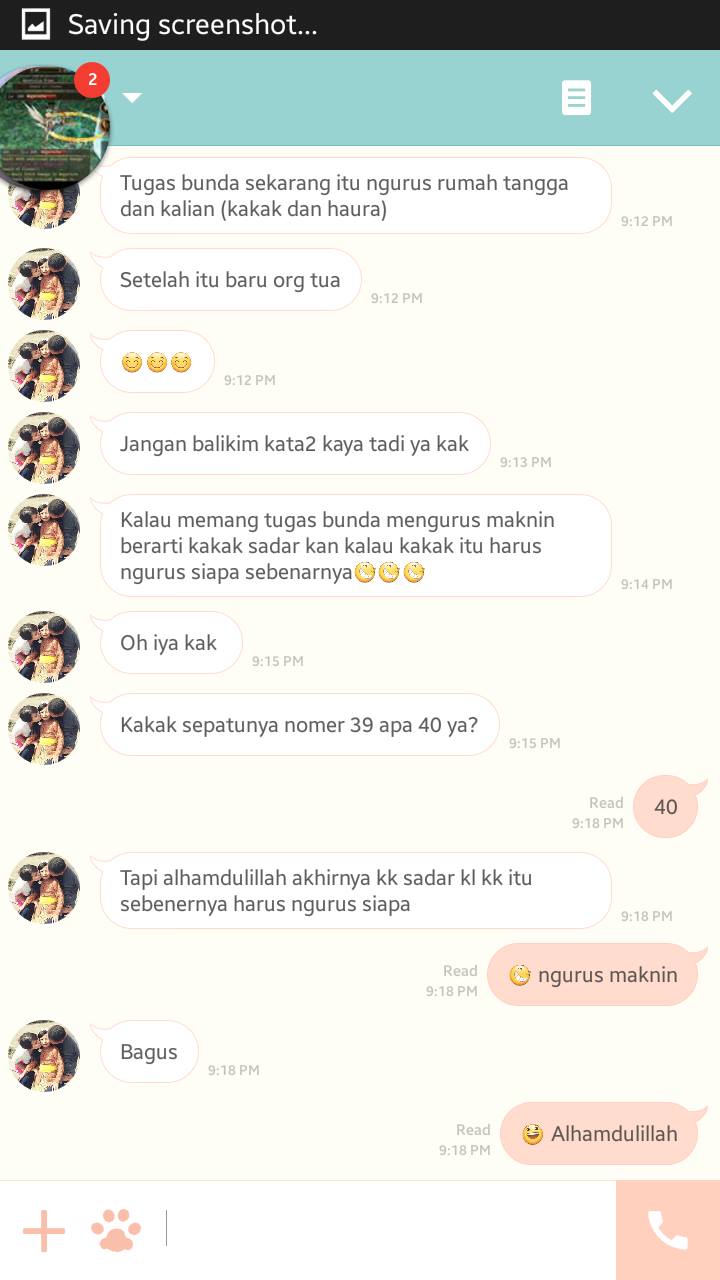 Saving screenshot...
2
Tugas bunda sekarang itu ngurus rumah tangga
dan kalian (kakak dan haura)
9:12 PM
Setelah itu baru org tua
9:12 PM
😊😊😊
9:12 PM
Jangan balikim kata2 kaya tadi ya kak
9:13 PM
Kalau memang tugas bunda mengurus maknin
berarti kakak sadar kan kalau kakak itu harus
ngurus siapa sebenarnya
9:14 PM
Oh iya kak
9:15 PM
Kakak sepatunya nomer 39 apa 40 ya?
9:15 PM
Read
9:18 PM
40
Tapi alhamdulillah akhirnya kk sadar kl kk itu
sebenernya harus ngurus siapa
9:18 PM
Read
9:18 PM
ngurus maknin
Bagus
9:18 PM
Read
9:18 PM
😆 Alhamdulillah